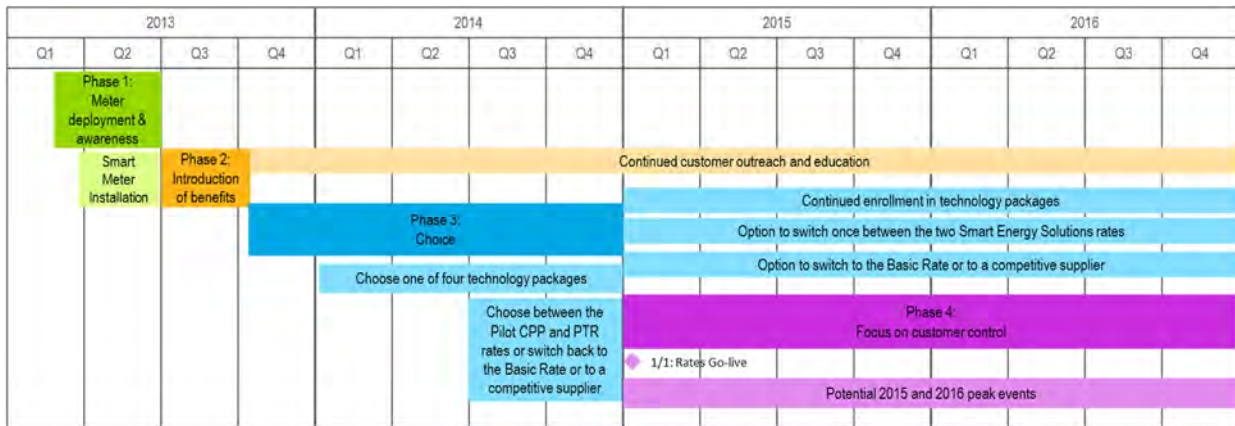 2013 2014 2015 2016
Q1 Q2 Q3 Q4 Q1 Q2 Q3 Q4 Q1 Q2 Q3 Q4 Q1 Q2 Q3 Q4
Phase 1:
Meter
deployment &
awareness
Smart
Meter
Installation
Phase 2:
Introduction
of benefits
Continued customer outreach and education
Phase 3:
Choice
Continued enrollment in technology packages
Option to switch once between the two Smart Energy Solutions rates
Option to switch to the Basic Rate or to a competitive supplier
Choose one of four technology packages
Choose between the
Pilot CPP and PTR
rates or switch back to
the Basic Rate or to a
competitive supplier
Phase 4:
Focus on customer control
1/1: Rates Go-live
Potential 2015 and 2016 peak events